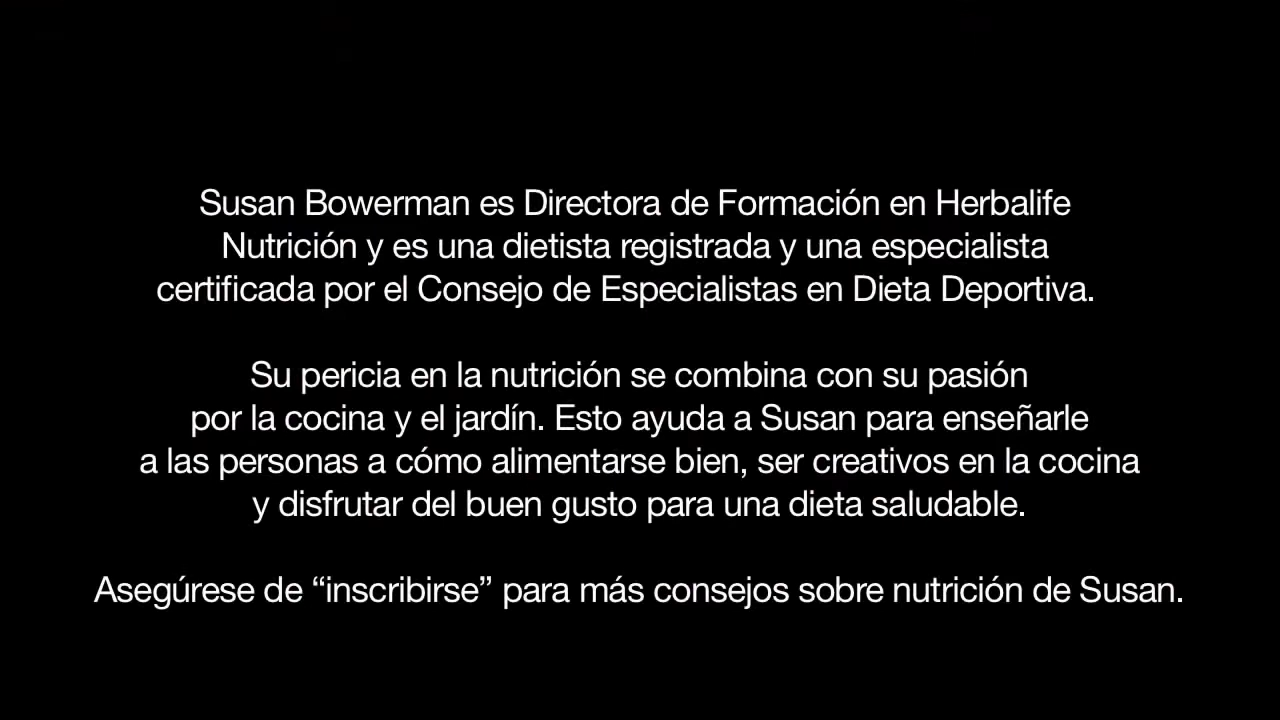 Susan Bowerman es Directora de Formación en Herbalife
Nutrición y es una dietista registrada y una especialista
certificada por el Consejo de Especialistas en Dieta Deportiva.
Su pericia en la nutrición se combina con su pasión
por la cocina y el jardín. Esto ayuda a Susan para enseñarle
a las personas a cómo alimentarse bien, ser creativos en la cocina
y disfrutar del buen gusto para una dieta saludable.
Asegúrese de “inscribirse” para más consejos sobre nutrición de Susan.